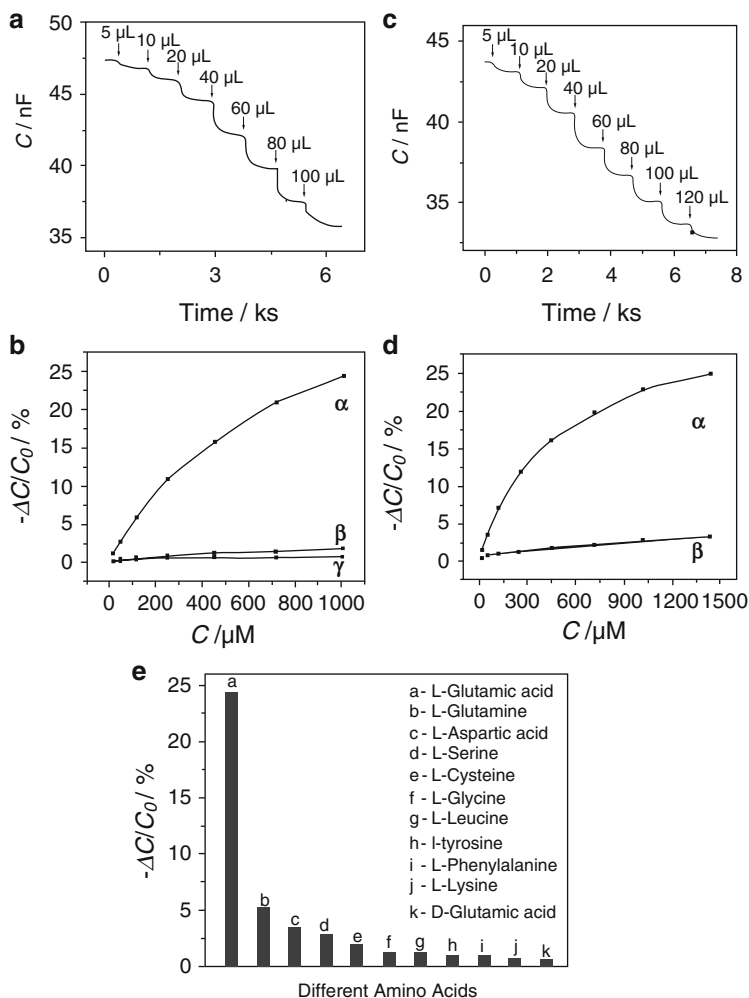 a
50
45
40
35
C / nF
5 µL
10 µL
20 µL
40 µL
60 µL
80 µL
100 µL
0
3
6
Time / ks
c
45
40
35
C / nF
5 µL
10 µL
20 µL
40 µL
60 µL
80 µL
100 µL
120 µL
0
2
4
6
8
Time / ks
b
25
20
15
10
5
0
-ΔC/C0 / %
α
β
γ
0
200
400
600
800
1000
C /µM
d
25
20
15
10
5
0
-ΔC/C0 / %
α
β
0
300
600
900
1200
1500
C /µM
e
25
20
15
10
5
0
-ΔC/C0 / %
a
b
c
d
e
f
g
h
i
j
k
a- L-Glutamic acid
b- L-Glutamine
c- L-Aspartic acid
d- L-Serine
e- L-Cysteine
f - L-Glycine
g- L-Leucine
h- l-tyrosine
i - L-Phenylalanine
j - L-Lysine
k- D-Glutamic acid
Different Amino Acids